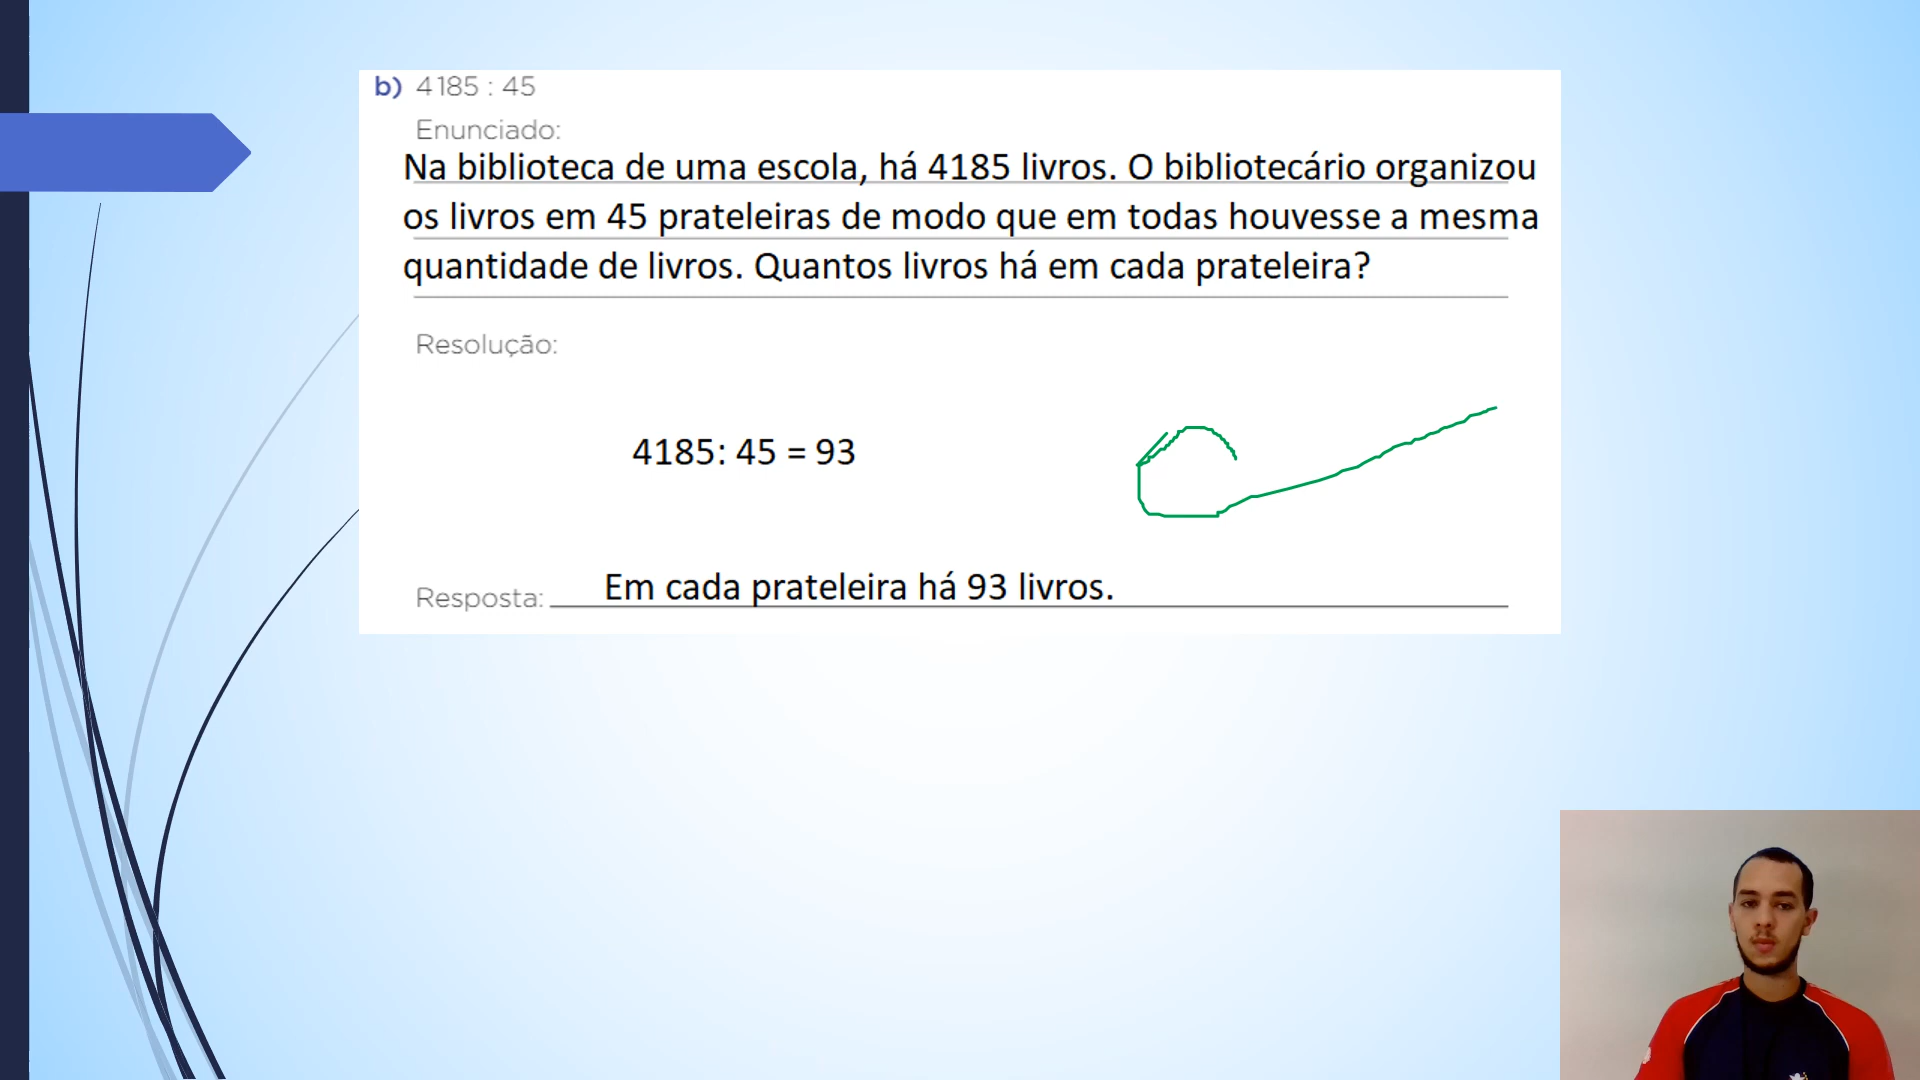 b) 4185 : 45
Enunciado:
Na biblioteca de uma escola, há 4185 livros. O bibliotecário organizou
os livros em 45 prateleiras de modo que em todas houvesse a mesma
quantidade de livros. Quantos livros há em cada prateleira?
Resolução:
4185: 45 = 93
Resposta: Em cada prateleira há 93 livros.